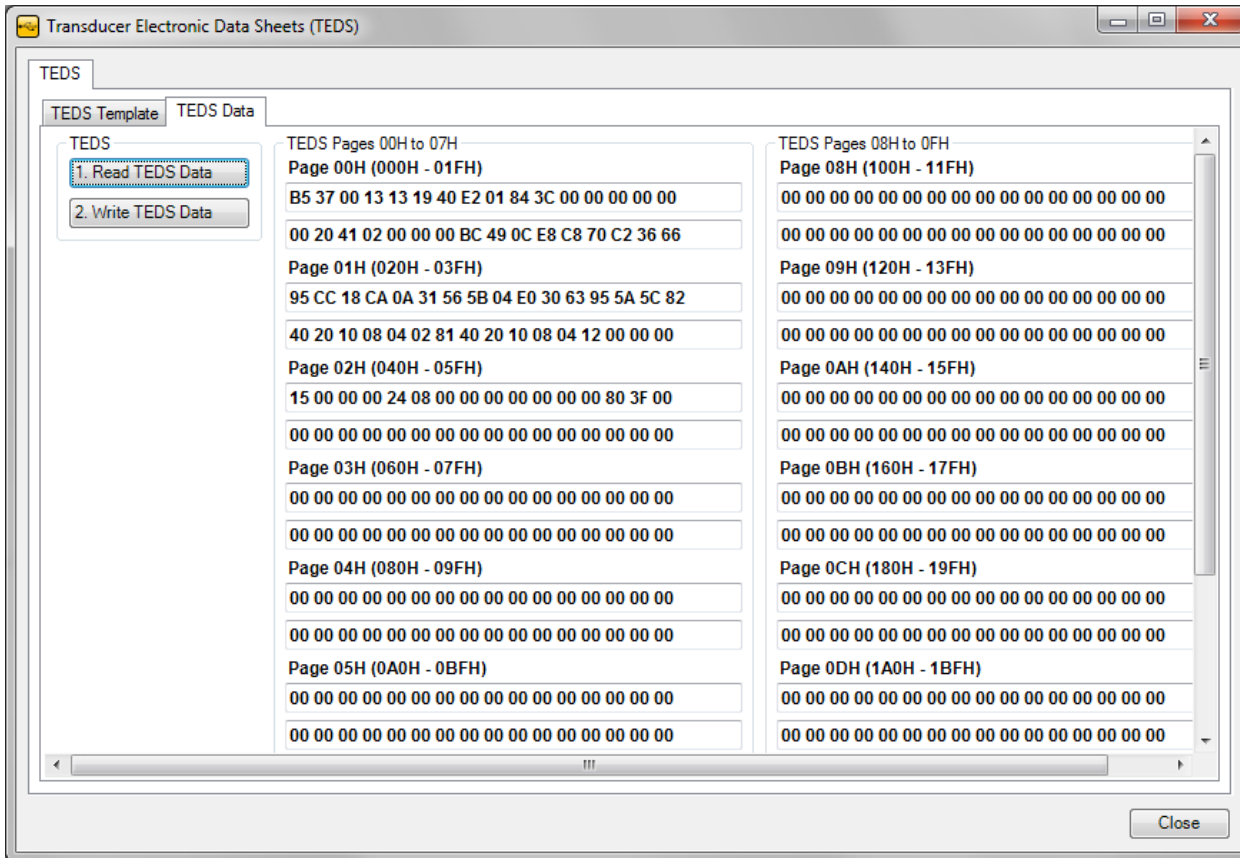 Transducer Electronic Data Sheets (TEDS)
TEDS
TEDS Template
TEDS Data
TEDS
1. Read TEDS Data
2. Write TEDS Data
TEDS Pages 00H to 07H
Page 00H (000H - 01FH)
B5 37 00 13 13 19 40 E2 01 84 3C 00 00 00 00 00
00 20 41 02 00 00 00 BC 49 0C E8 C8 70 C2 36 66
Page 01H (020H - 03FH)
95 CC 18 CA 0A 31 56 5B 04 E0 30 63 95 5A 5C 82
40 20 10 08 04 02 81 40 20 10 08 04 12 00 00 00
Page 02H (040H - 05FH)
15 00 00 00 24 08 00 00 00 00 00 00 00 80 3F 00
00 00 00 00 00 00 00 00 00 00 00 00 00 00 00 00
Page 03H (060H - 07FH)
00 00 00 00 00 00 00 00 00 00 00 00 00 00 00 00
00 00 00 00 00 00 00 00 00 00 00 00 00 00 00 00
Page 04H (080H - 09FH)
00 00 00 00 00 00 00 00 00 00 00 00 00 00 00 00
00 00 00 00 00 00 00 00 00 00 00 00 00 00 00 00
Page 05H (0A0H - 0BFH)
00 00 00 00 00 00 00 00 00 00 00 00 00 00 00 00
00 00 00 00 00 00 00 00 00 00 00 00 00 00 00 00
TEDS Pages 08H to 0FH
Page 08H (100H - 11FH)
00 00 00 00 00 00 00 00 00 00 00 00 00 00 00 00
00 00 00 00 00 00 00 00 00 00 00 00 00 00 00 00
Page 09H (120H - 13FH)
00 00 00 00 00 00 00 00 00 00 00 00 00 00 00 00
00 00 00 00 00 00 00 00 00 00 00 00 00 00 00 00
Page 0AH (140H - 15FH)
00 00 00 00 00 00 00 00 00 00 00 00 00 00 00 00
00 00 00 00 00 00 00 00 00 00 00 00 00 00 00 00
Page 0BH (160H - 17FH)
00 00 00 00 00 00 00 00 00 00 00 00 00 00 00 00
00 00 00 00 00 00 00 00 00 00 00 00 00 00 00 00
Page 0CH (180H - 19FH)
00 00 00 00 00 00 00 00 00 00 00 00 00 00 00 00
00 00 00 00 00 00 00 00 00 00 00 00 00 00 00 00
Page 0DH (1A0H - 1BFH)
00 00 00 00 00 00 00 00 00 00 00 00 00 00 00 00
00 00 00 00 00 00 00 00 00 00 00 00 00 00 00 00
Close